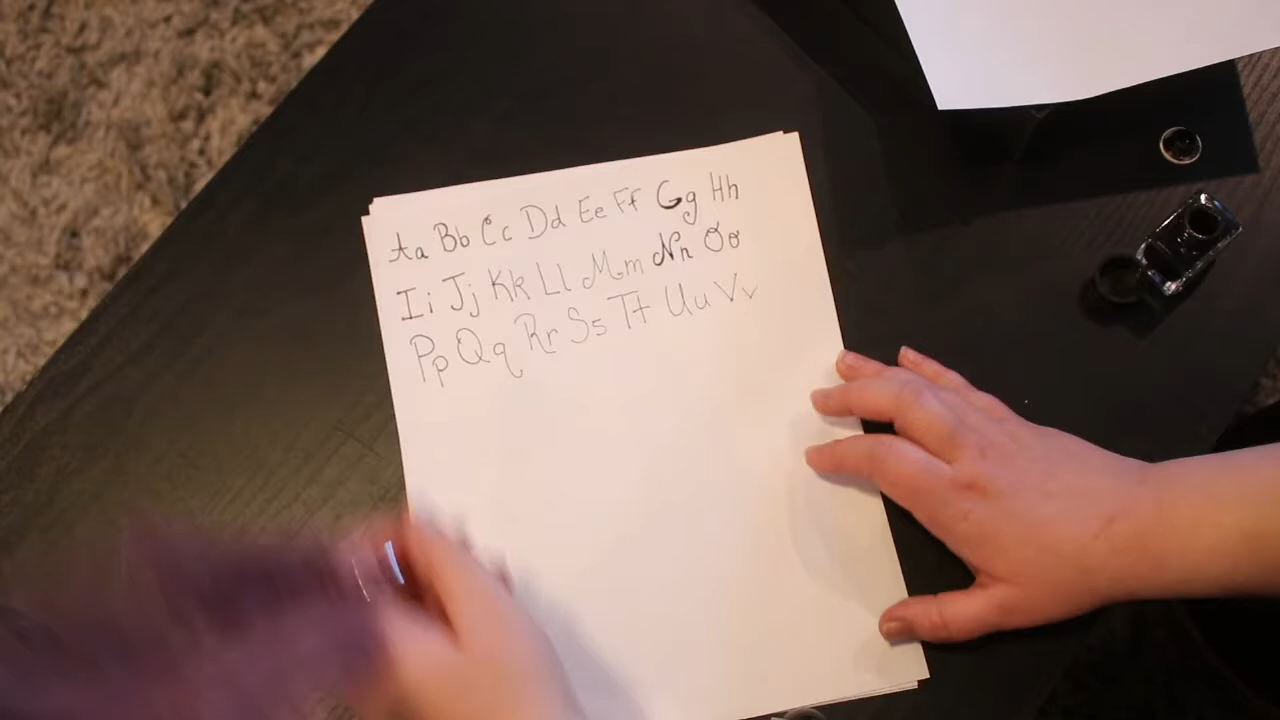 Aa Bb Cc Dd Ee Ff Gg Hh
Ii Jj Kk Ll Mm Nn Oo
Pp Qq Rr Ss Tt Uu Vv